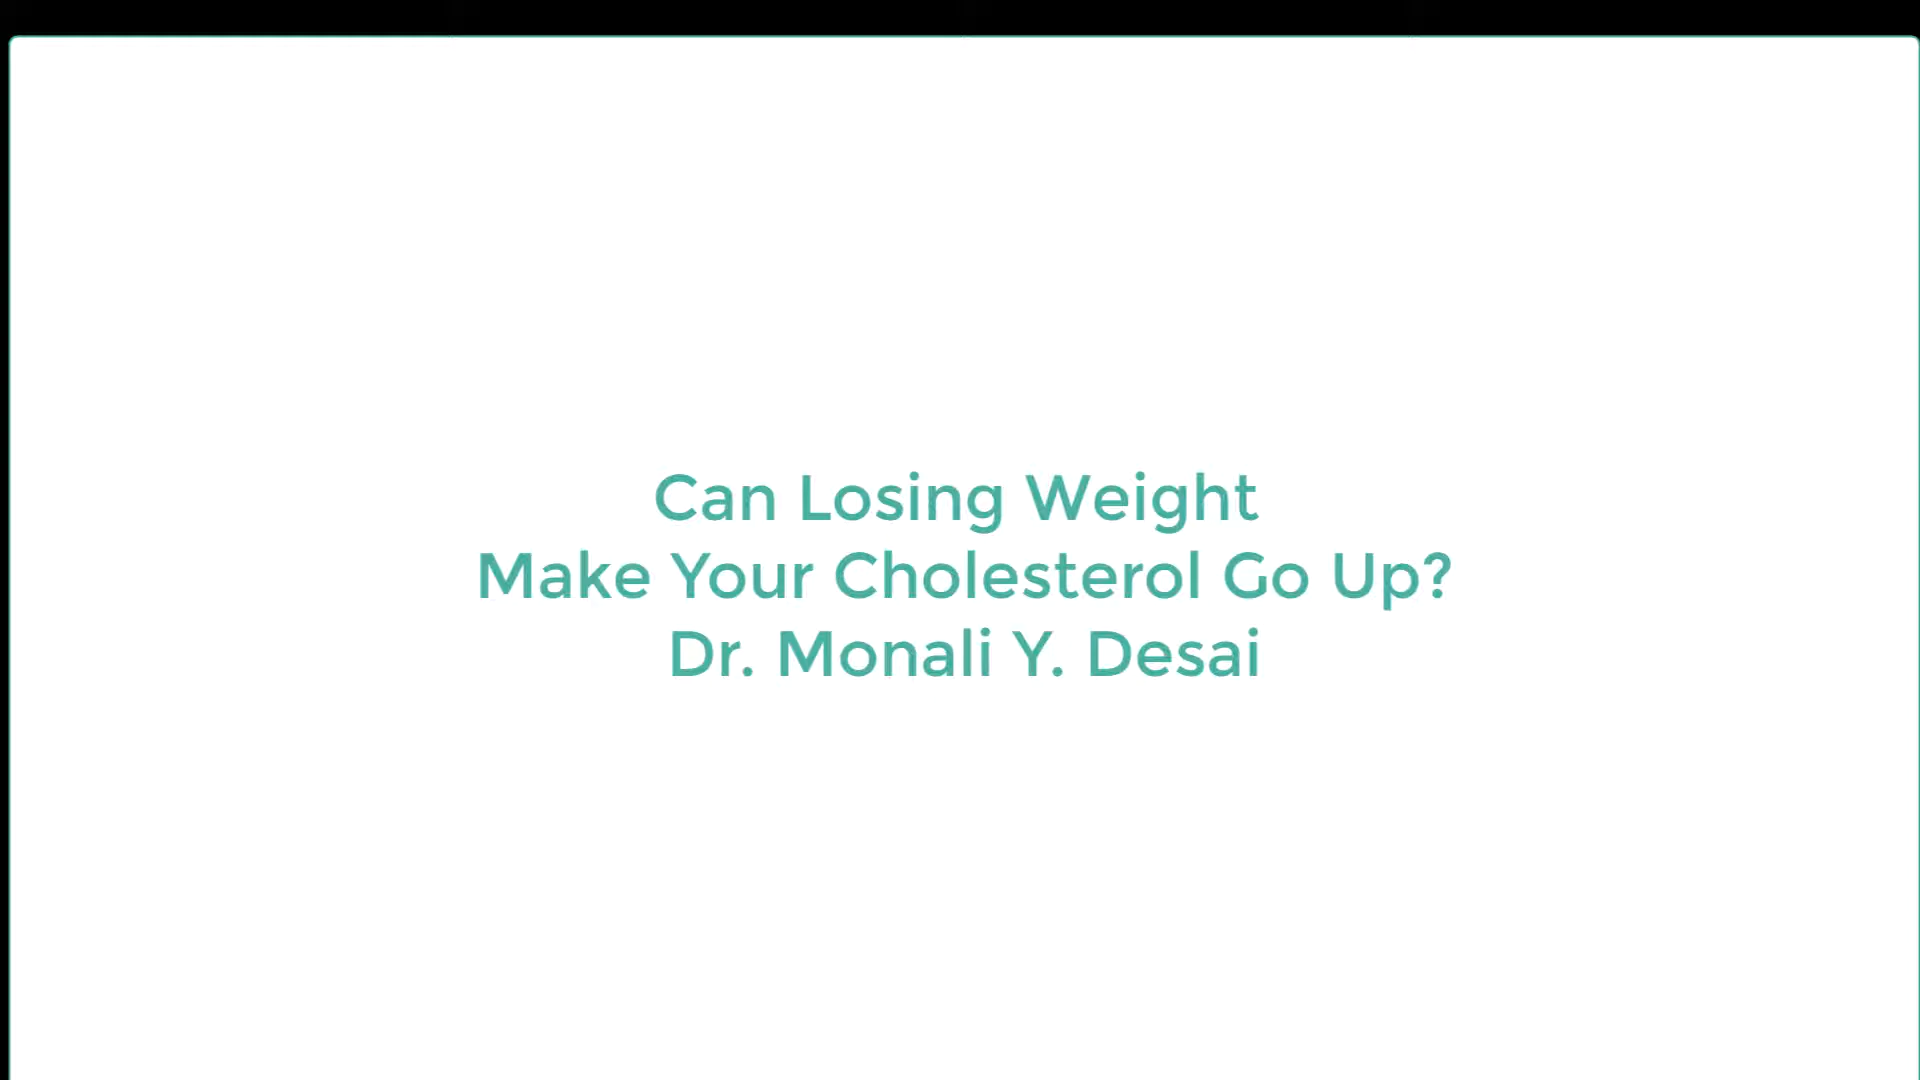 Can Losing Weight
Make Your Cholesterol Go Up?
Dr. Monali Y. Desai